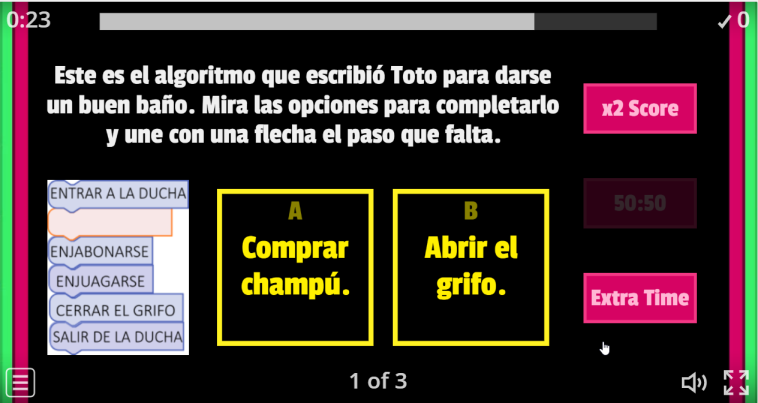 0:23
0
Este es el algoritmo que escribió Toto para darse
un buen baño. Mira las opciones para completarlo
y une con una flecha el paso que falta.
x2 Score
50:50
Extra Time
ENTRAR A LA DUCHA
ENJABONARSE
ENJUAGARSE
CERRAR EL GRIFO
SALIR DE LA DUCHA
A
Comprar
champú.
B
Abrir el
grifo.
1 of 3